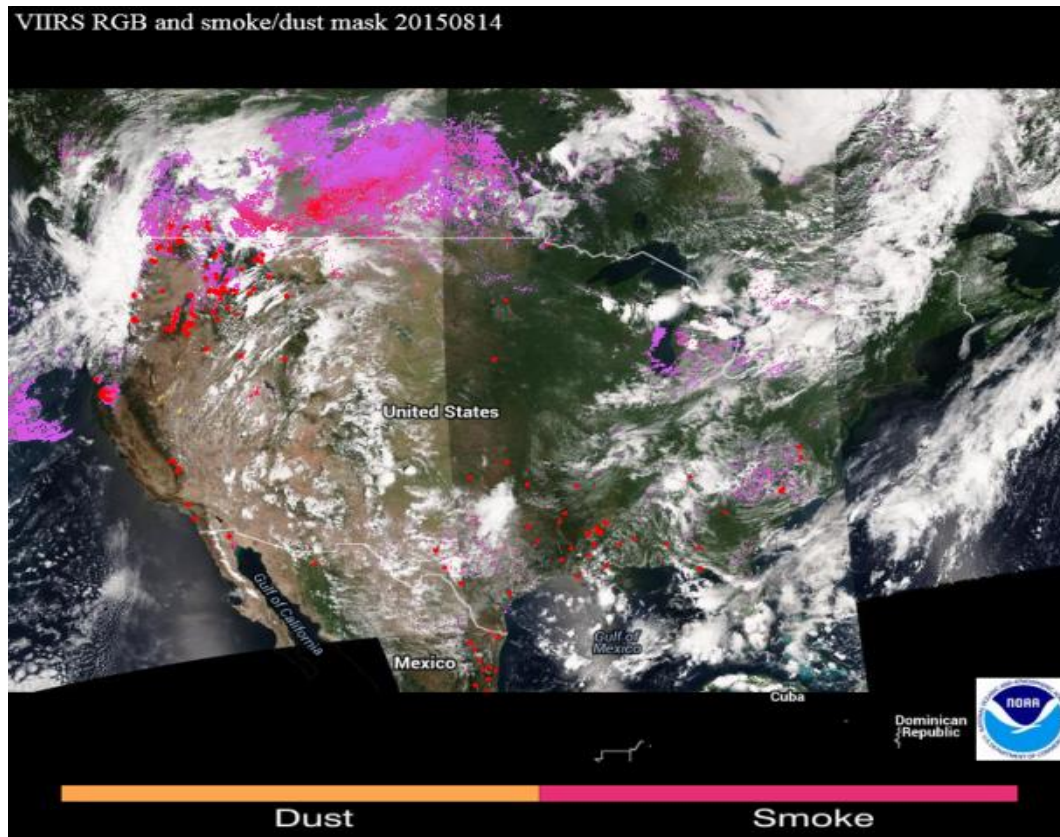 VIIRS RGB and smoke/dust mask 20150814
United States
Gulf of California
Mexico
Gulf of
Mexico
Cuba
Dominican
Republic
NOAA
Dust
Smoke